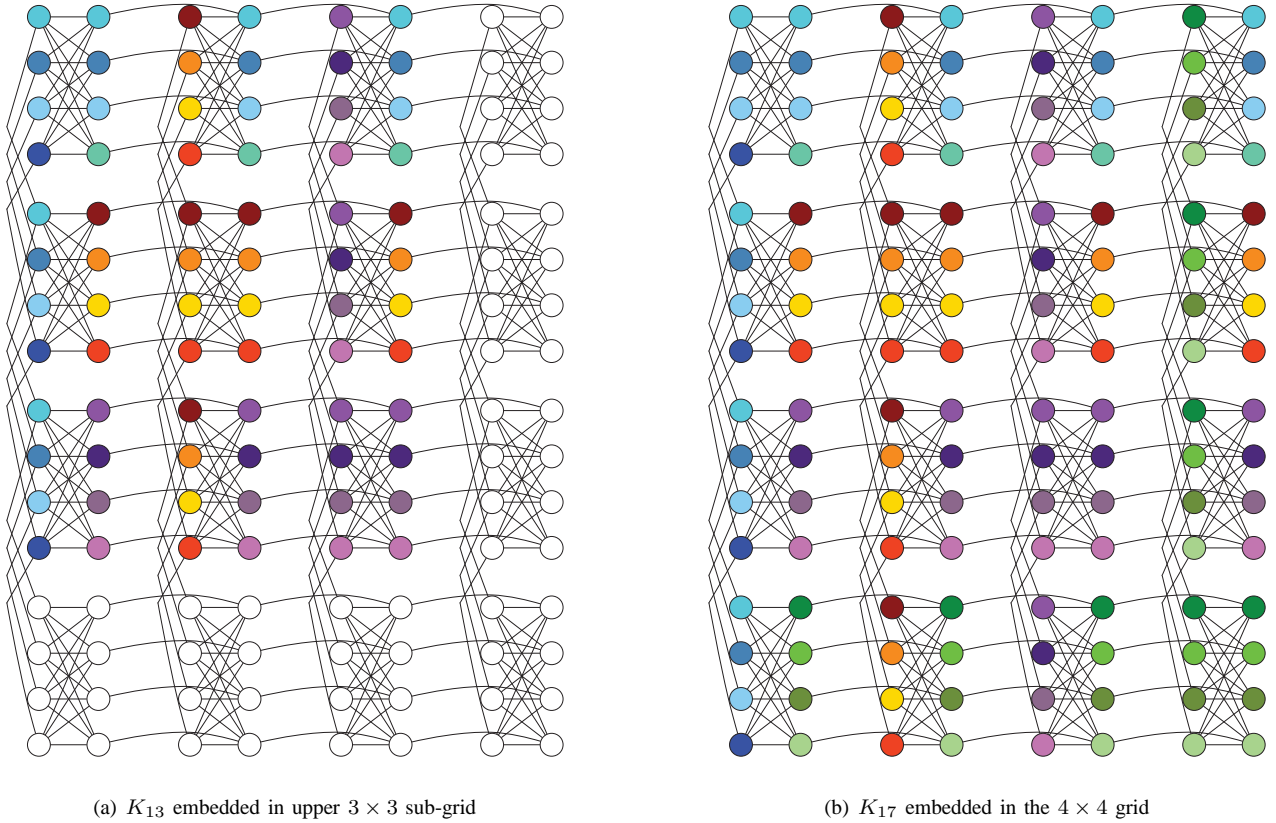 (a) K13 embedded in upper 3 × 3 sub-grid
(b) K17 embedded in the 4 × 4 grid